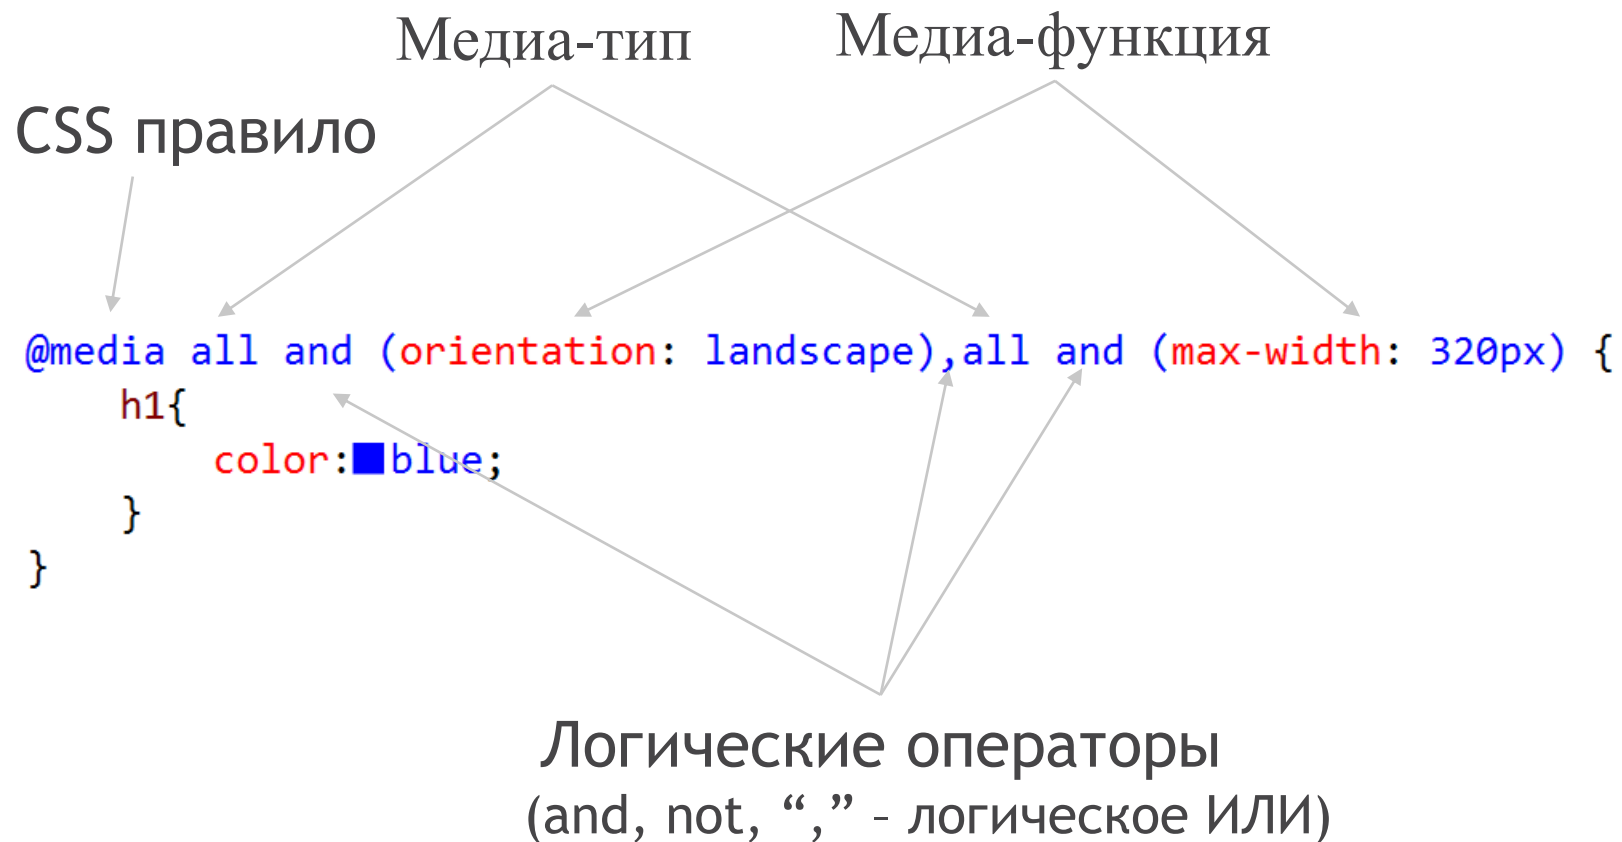 Медиа-тип
Медиа-функция
CSS правило
@media all and (orientation: landscape),all and (max-width: 320px) {
h1{
color:blue;
}
}
Логические операторы
(and, not, “,” – логическое ИЛИ)